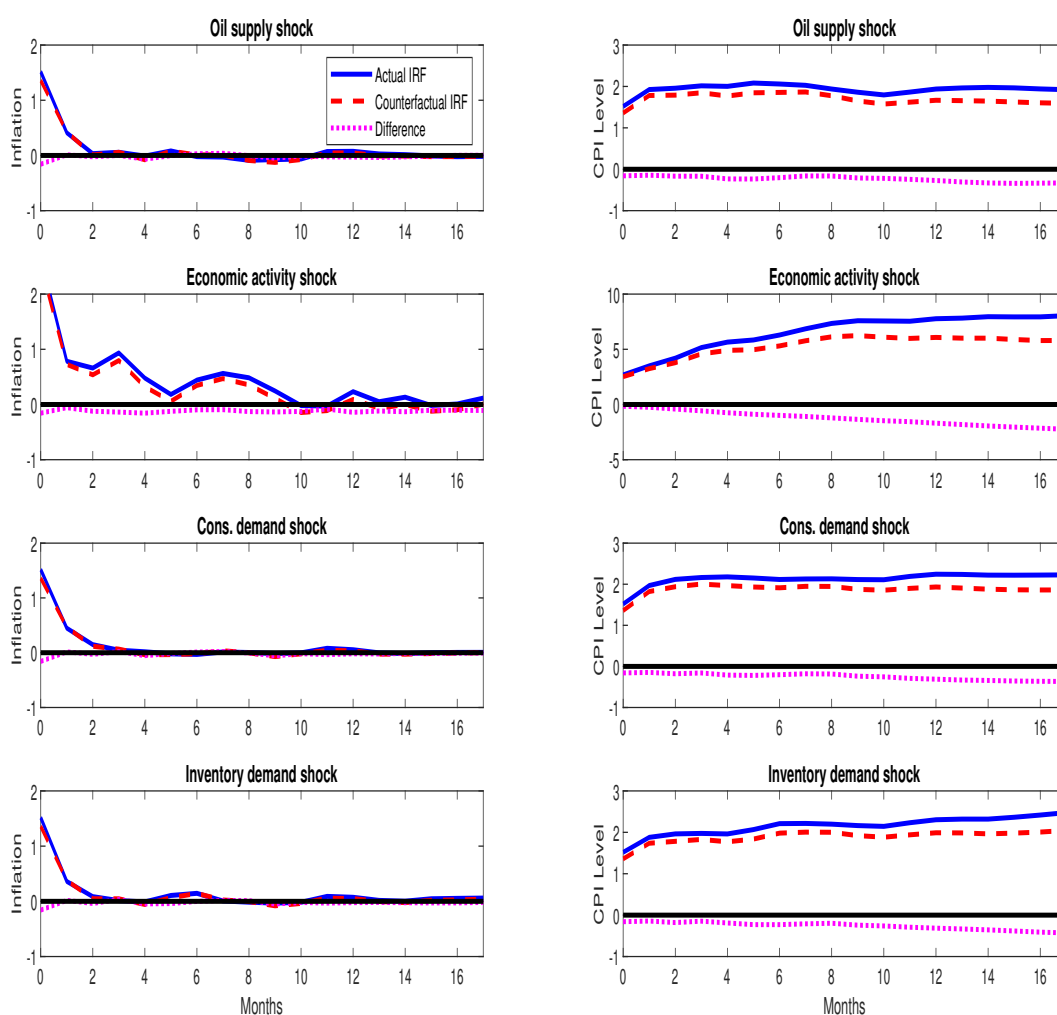 Oil supply shock
Inflation
2
1
0
-1
0 2 4 6 8 10 12 14 16
Actual IRF
Counterfactual IRF
Difference
Oil supply shock
CPI Level
3
2
1
0
-1
0 2 4 6 8 10 12 14 16
Economic activity shock
Inflation
2
1
0
-1
0 2 4 6 8 10 12 14 16
Economic activity shock
CPI Level
10
5
0
-5
0 2 4 6 8 10 12 14 16
Cons. demand shock
Inflation
2
1
0
-1
0 2 4 6 8 10 12 14 16
Cons. demand shock
CPI Level
3
2
1
0
-1
0 2 4 6 8 10 12 14 16
Inventory demand shock
Inflation
2
1
0
-1
0 2 4 6 8 10 12 14 16
Months
Inventory demand shock
CPI Level
3
2
1
0
-1
0 2 4 6 8 10 12 14 16
Months